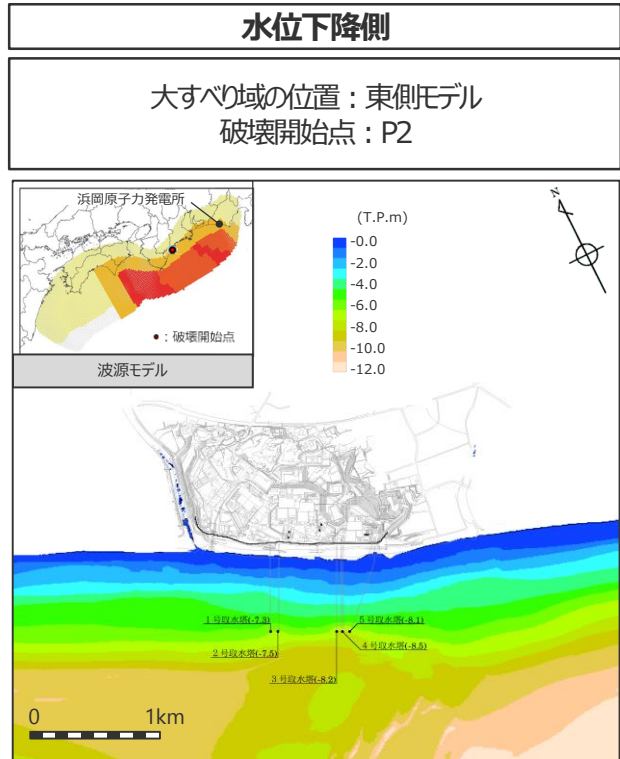 水位下降側
大すべり域の位置：東側モデル
破壊開始点：P2
浜岡原子力発電所
●：破壊開始点
波源モデル
(T.P.m)
-0.0
-2.0
-4.0
-6.0
-8.0
-10.0
-12.0
N
1号取水塔(-7.3)
5号取水塔(-8.1)
2号取水塔(-7.5)
4号取水塔(-8.5)
3号取水塔(-8.2)
0 1km